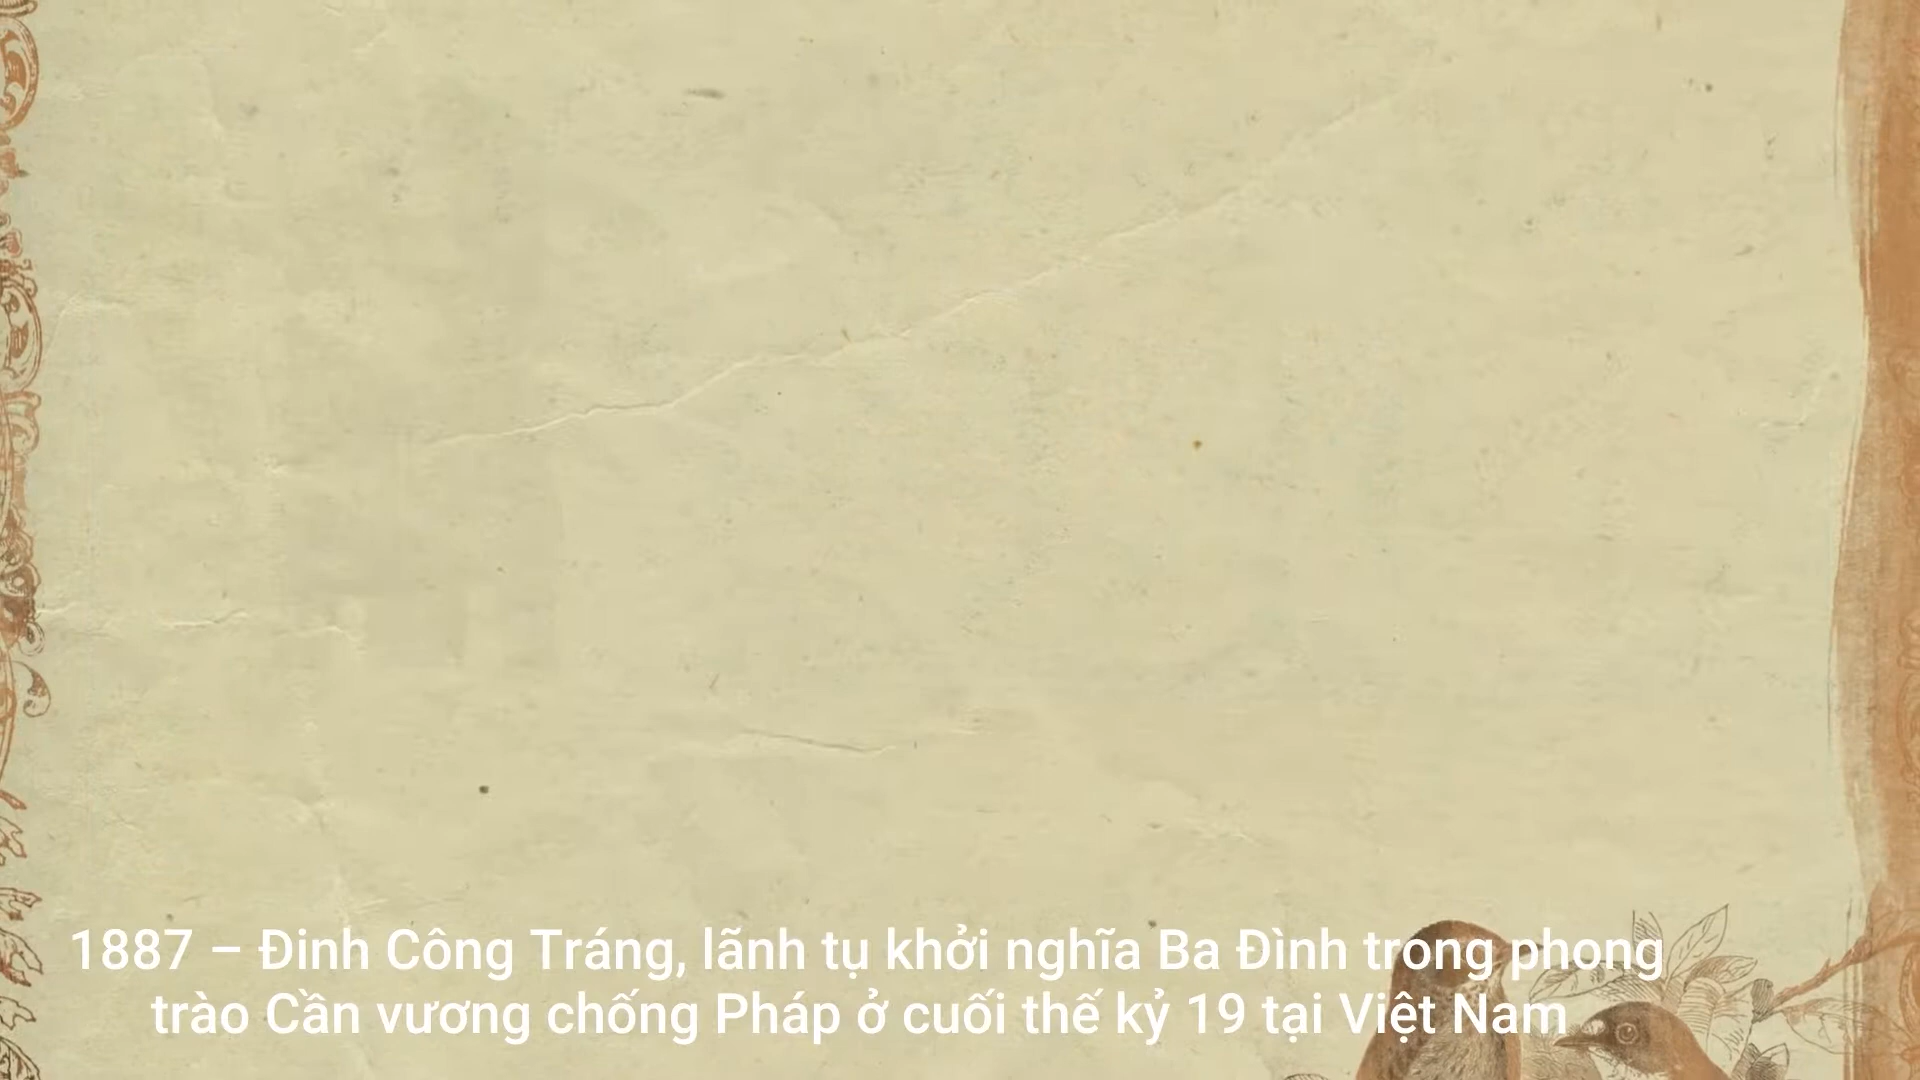 1887 – Đinh Công Tráng, lãnh tụ khởi nghĩa Ba Đình trong phong
trào Cần vương chống Pháp ở cuối thế kỷ 19 tại Việt Nam